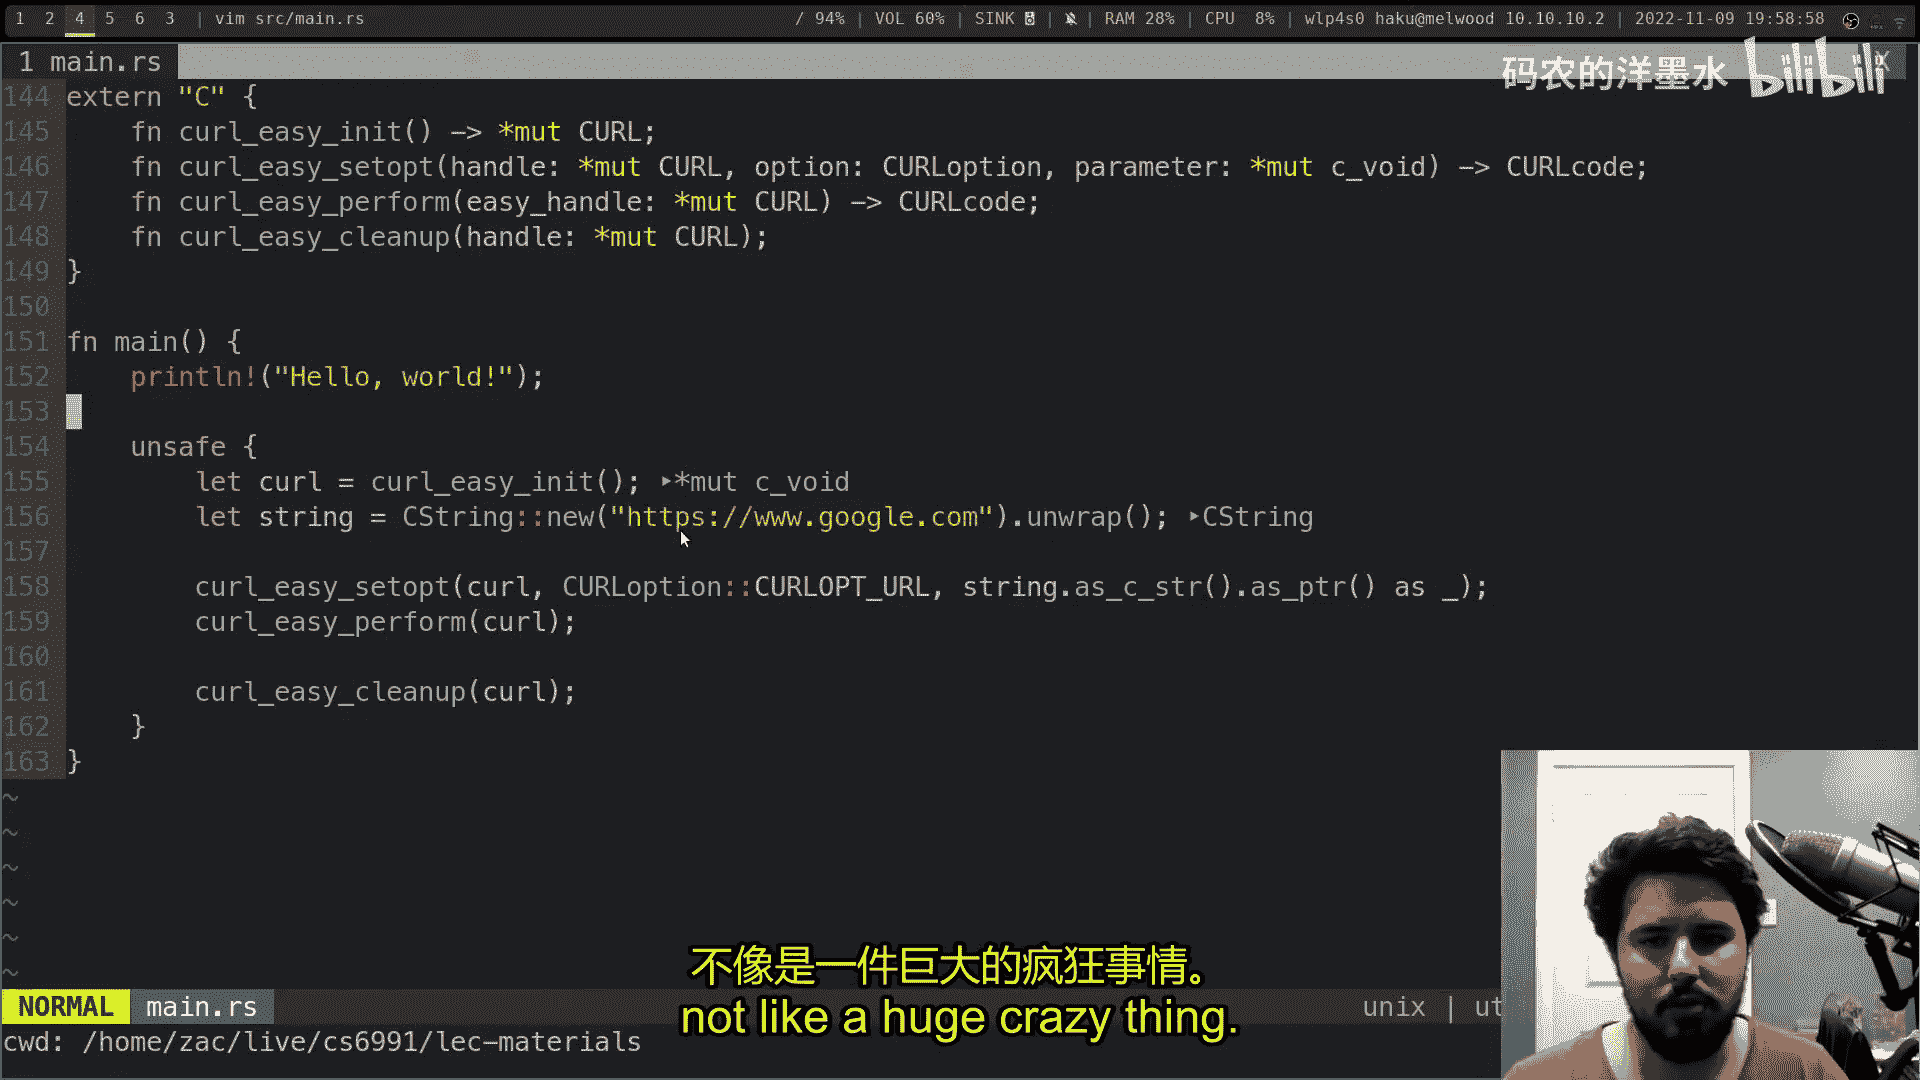 1 2 4 5 6 3 | vim src/main.rs / 94% | VOL 60% | SINK | | RAM 28% | CPU 8% | wlp4s0 haku@melwood 10.10.10.2 | 2022-11-09 19:58:58
1 main.rs X
码农的洋墨水 bilibili
144 extern "C" {
145     fn curl_easy_init() -> *mut CURL;
146     fn curl_easy_setopt(handle: *mut CURL, option: CURLoption, parameter: *mut c_void) -> CURLcode;
147     fn curl_easy_perform(easy_handle: *mut CURL) -> CURLcode;
148     fn curl_easy_cleanup(handle: *mut CURL);
149 }
150
151 fn main() {
152     println!("Hello, world!");
153
154     unsafe {
155         let curl = curl_easy_init(); ▸*mut c_void
156         let string = CString::new("https://www.google.com").unwrap(); ▸CString
157
158         curl_easy_setopt(curl, CURLoption::CURLOPT_URL, string.as_c_str().as_ptr() as _);
159         curl_easy_perform(curl);
160
161         curl_easy_cleanup(curl);
162     }
163 }
~
~
~
~
~
~
不像是一件巨大的疯狂事情。
not like a huge crazy thing.
NORMAL main.rs unix | ut
cwd: /home/zac/live/cs6991/lec-materials